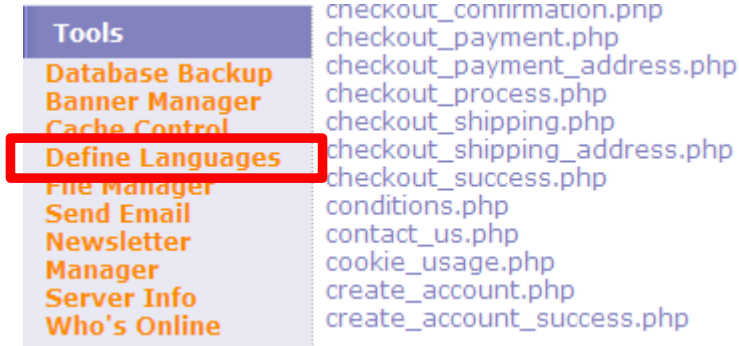 Tools
Database Backup
Banner Manager
Cache Control
Define Languages
File Manager
Send Email
Newsletter
Manager
Server Info
Who's Online
checkout_confirmation.php
checkout_payment.php
checkout_payment_address.php
checkout_process.php
checkout_shipping.php
checkout_shipping_address.php
checkout_success.php
conditions.php
contact_us.php
cookie_usage.php
create_account.php
create_account_success.php